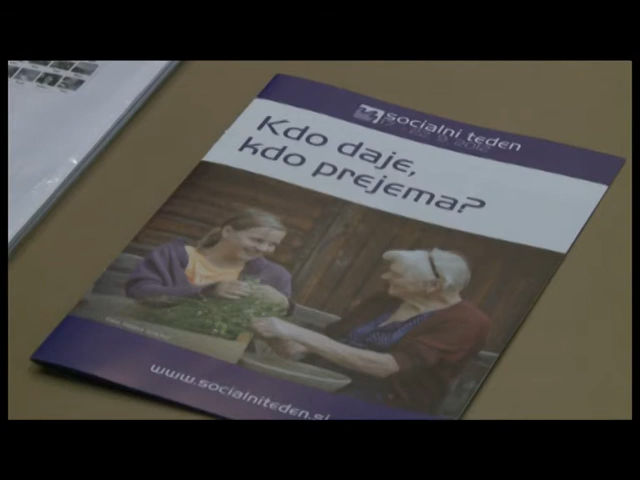 socialni teden
Kdo daje,
kdo prejema?
www.socialniteden.si